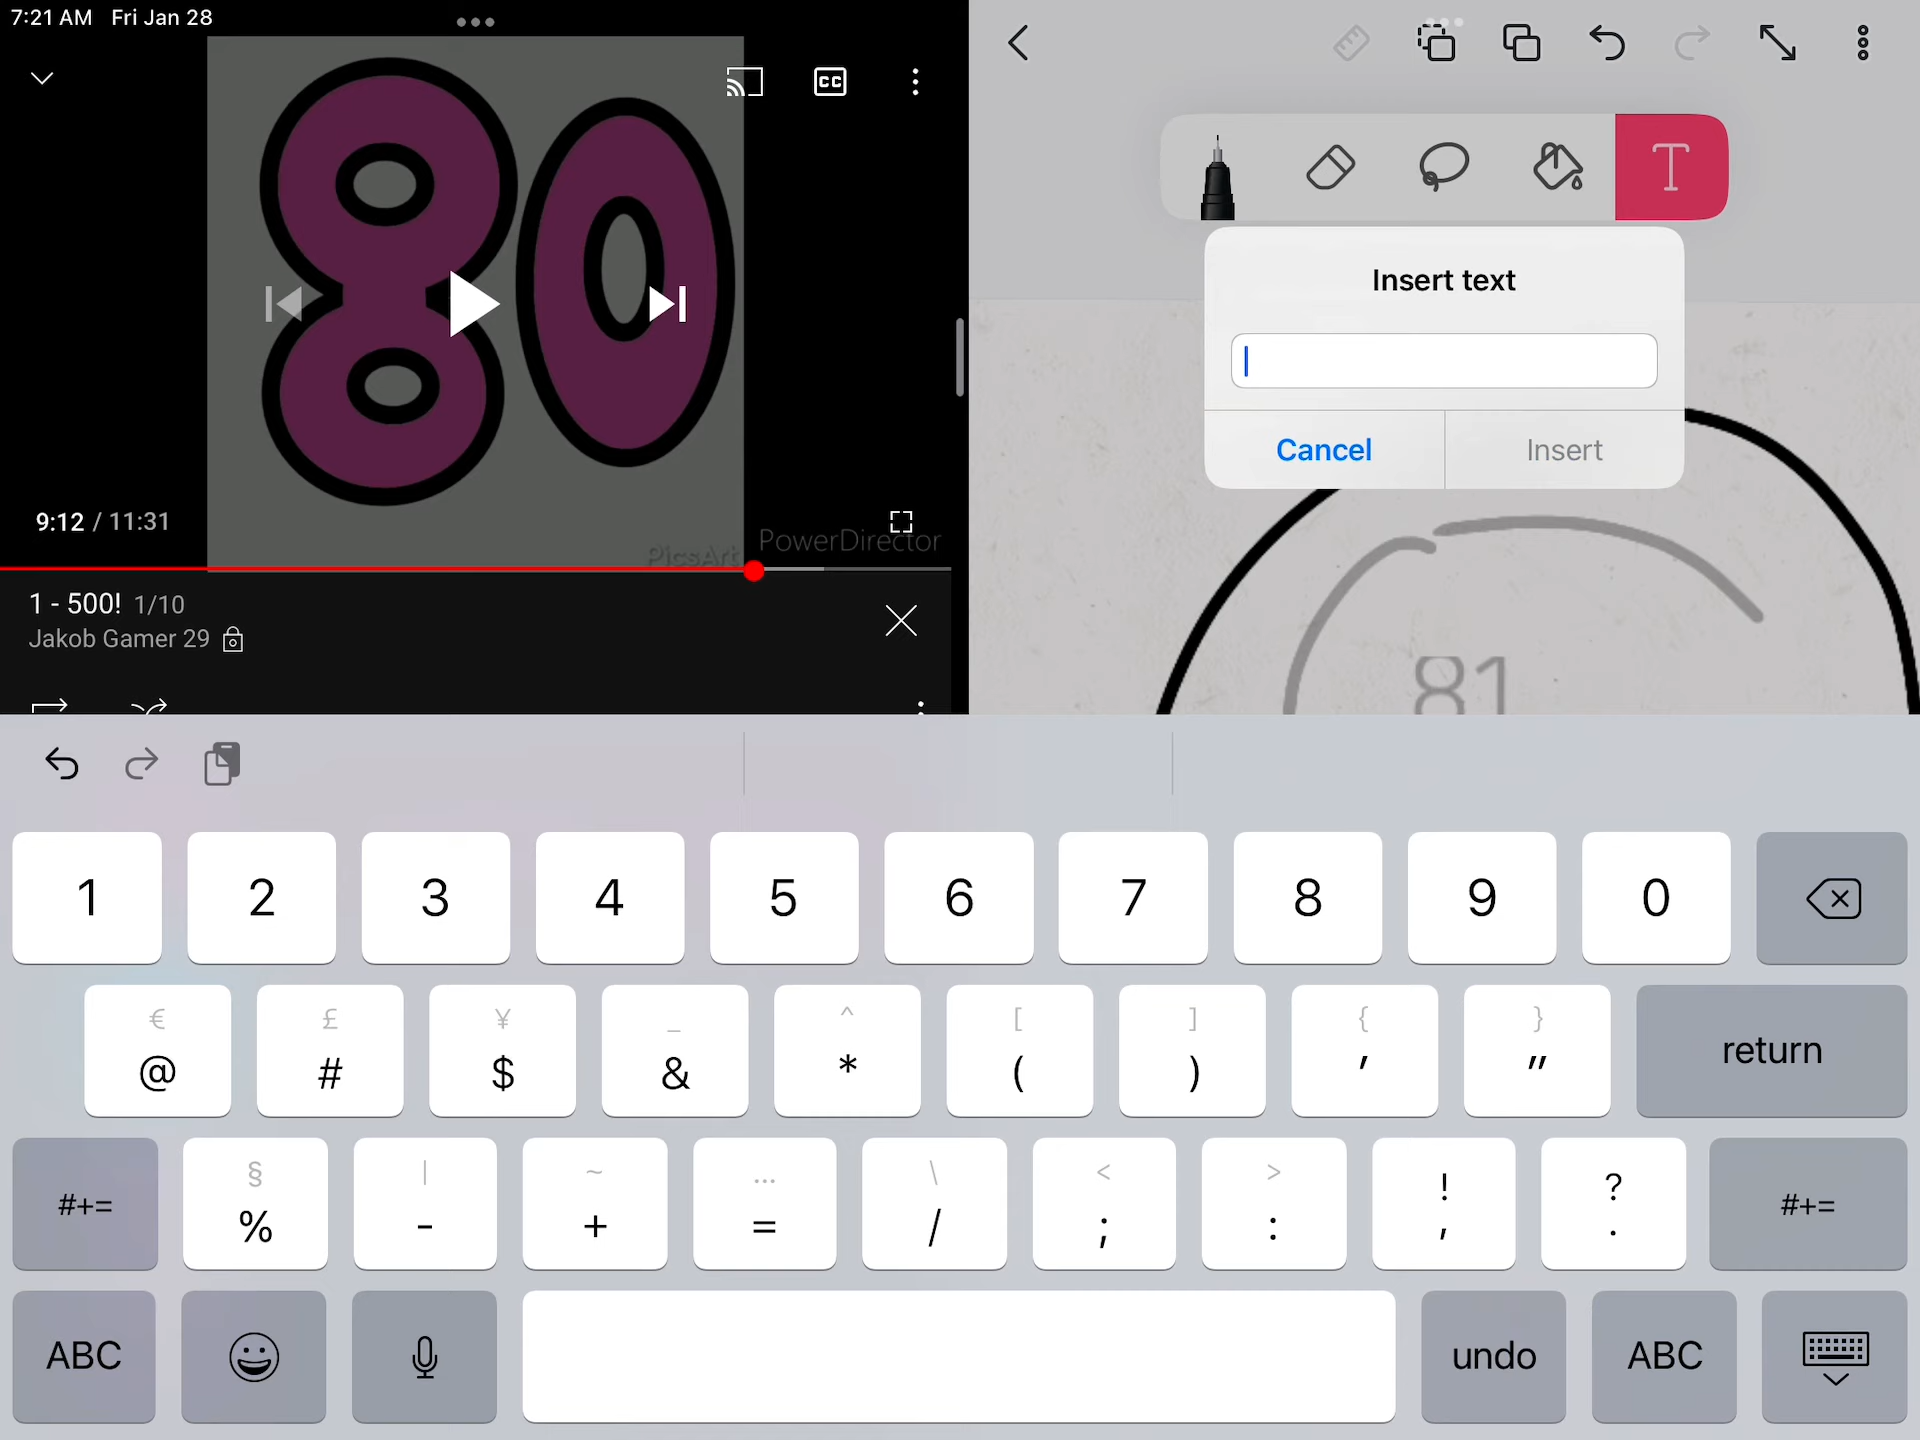 7:21 AM Fri Jan 28
80
CC
9:12 / 11:31
PicsArt
PowerDirector
1 - 500! 1/10
Jakob Gamer 29
T
Insert text
Cancel
Insert
81
1 2 3 4 5 6 7 8 9 0
€ £ ¥ _ ^ [ ] { }
@ # $ & * ( ) ' "
return
§ | ~ … \ < > ! ?
#+= % - + = / ; : , . #+=
ABC
undo
ABC